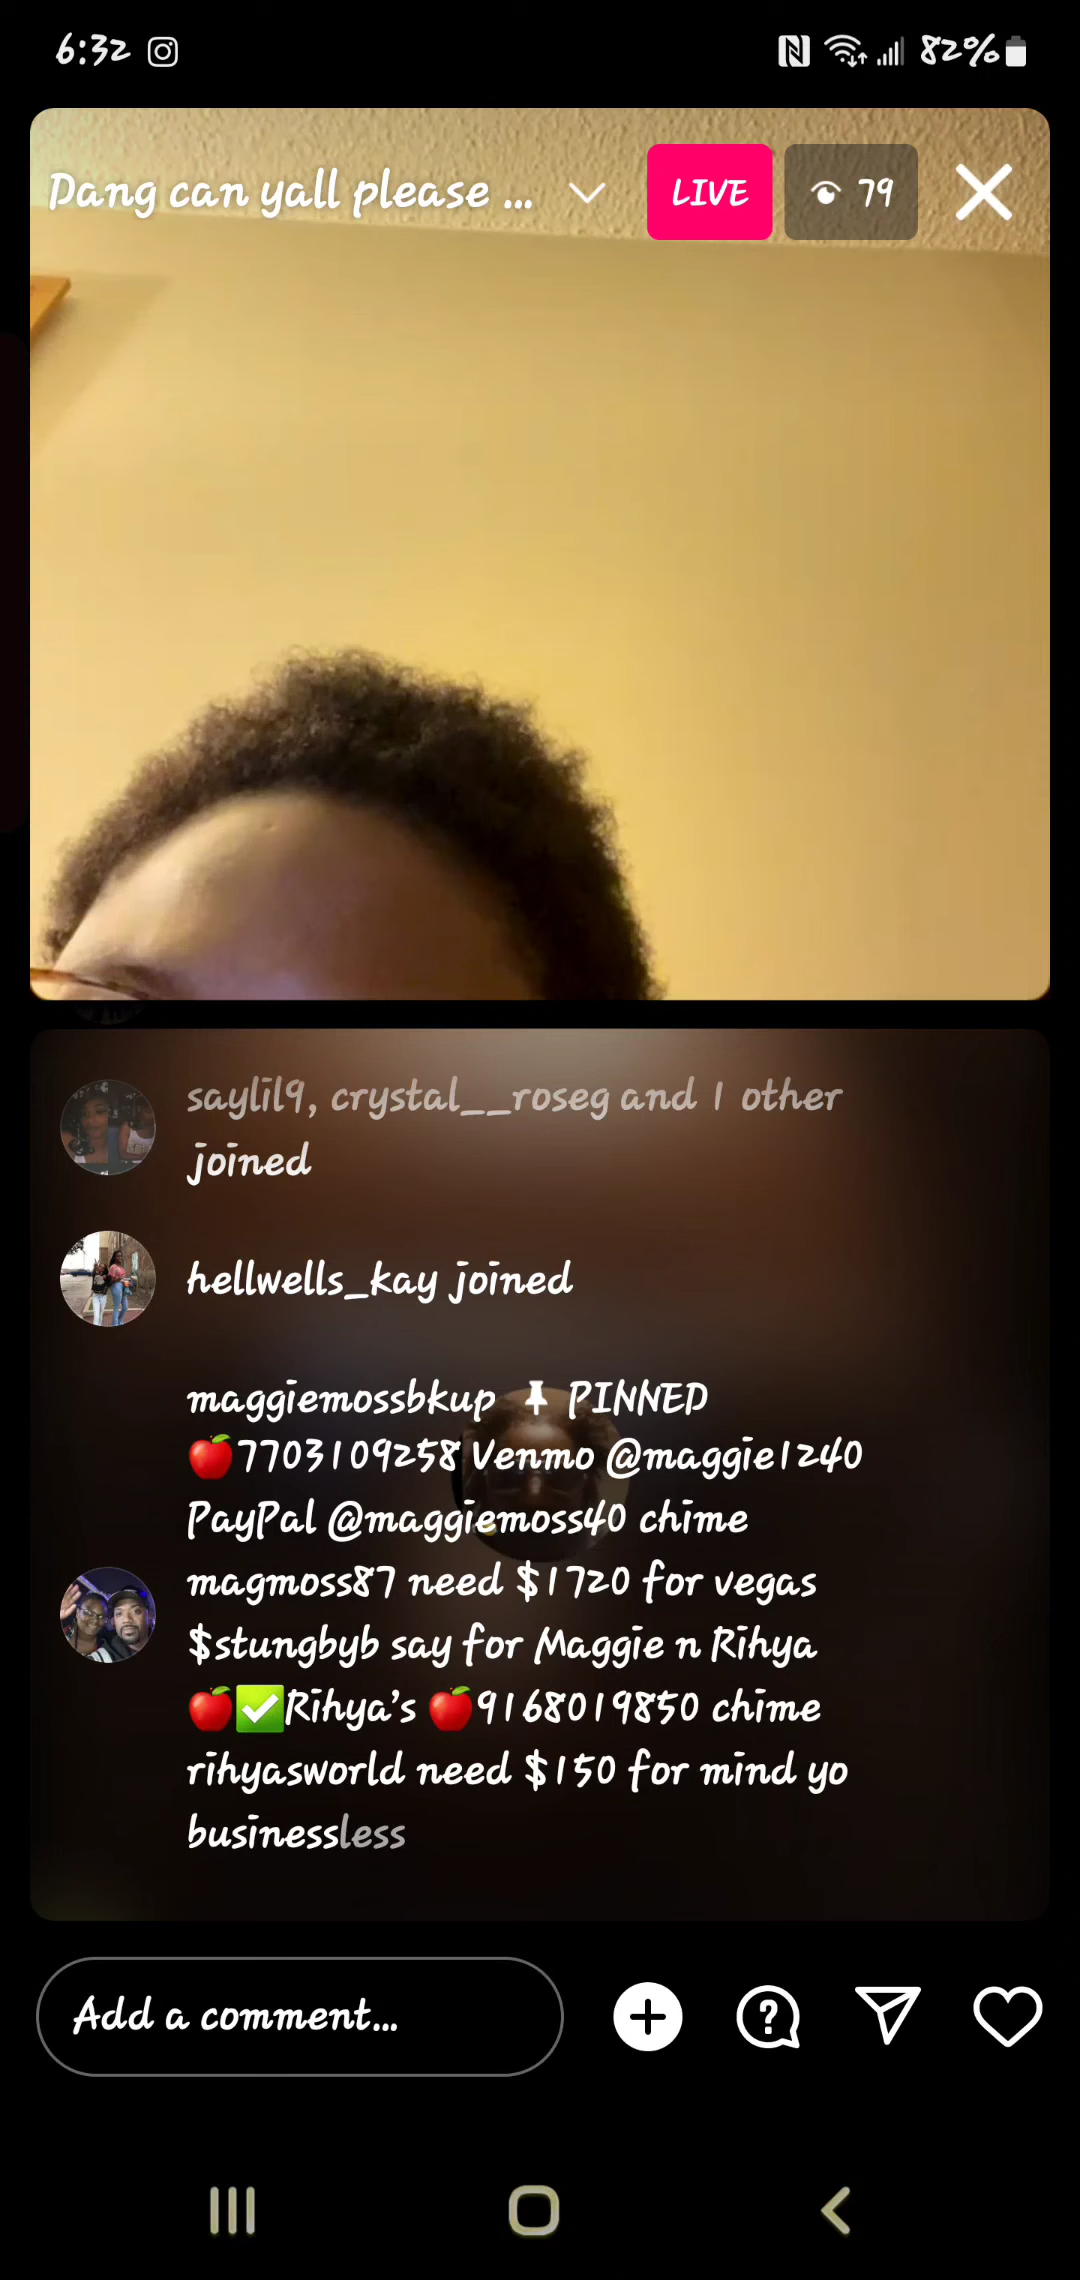 6:32
82%
Dang can yall please ...
LIVE
79
saylil9, crystal__roseg and 1 other
joined
hellwells_kay joined
maggiemossbkup 📌 PINNED
🍎7703109258 Venmo @maggie1240
PayPal @maggiemoss40 chime
magmoss87 need $1720 for vegas
$stungbyb say for Maggie n Rihya
🍎✅Rihya's 🍎9168019850 chime
rihyasworld need $150 for mind yo
businessless
Add a comment...